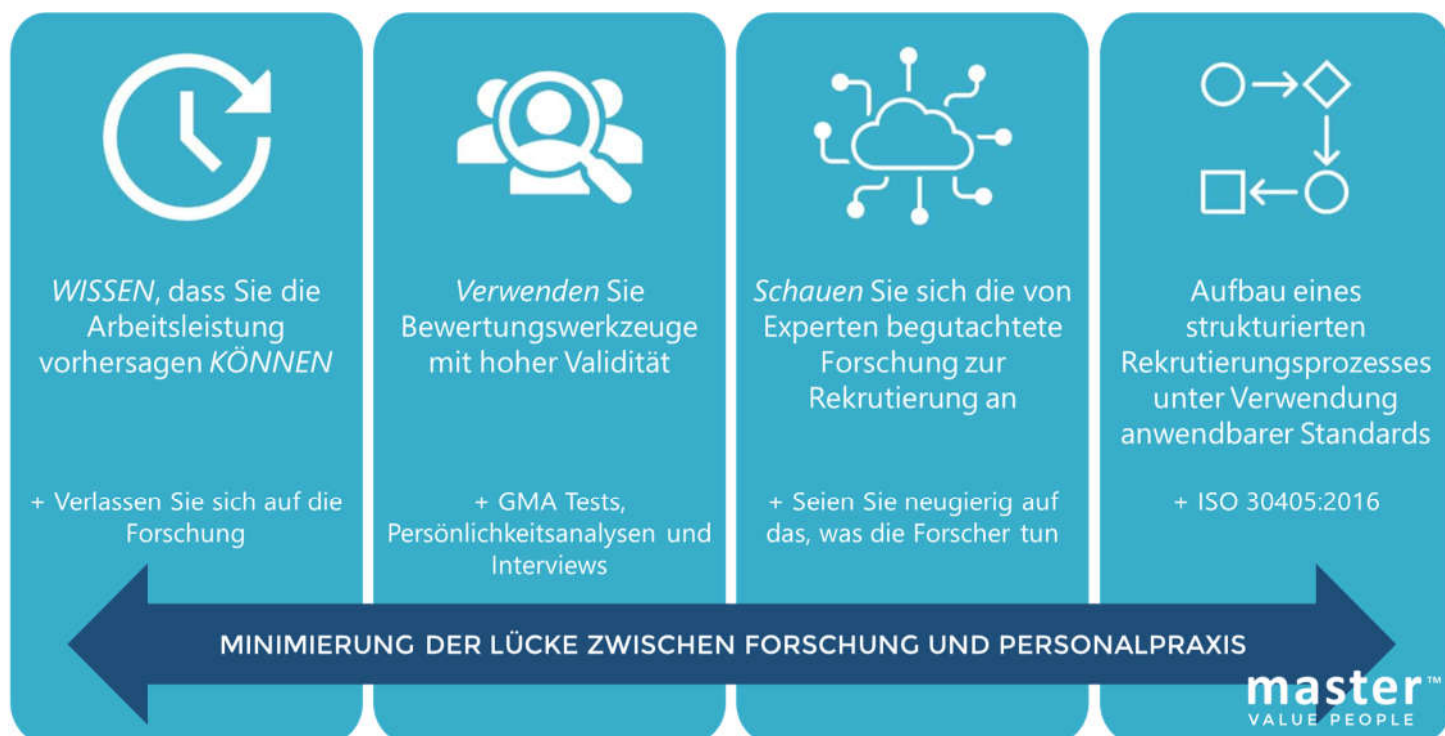 WISSEN, dass Sie die
Arbeitsleistung
vorhersagen KÖNNEN
+ Verlassen Sie sich auf die
Forschung
Verwenden Sie
Bewertungswerkzeuge
mit hoher Validität
+ GMA Tests,
Persönlichkeitsanalysen und
Interviews
Schauen Sie sich die von
Experten begutachtete
Forschung zur
Rekrutierung an
+ Seien Sie neugierig auf
das, was die Forscher tun
Aufbau eines
strukturierten
Rekrutierungsprozesses
unter Verwendung
anwendbarer Standards
+ ISO 30405:2016
MINIMIERUNG DER LÜCKE ZWISCHEN FORSCHUNG UND PERSONALPRAXIS
master™
VALUE PEOPLE